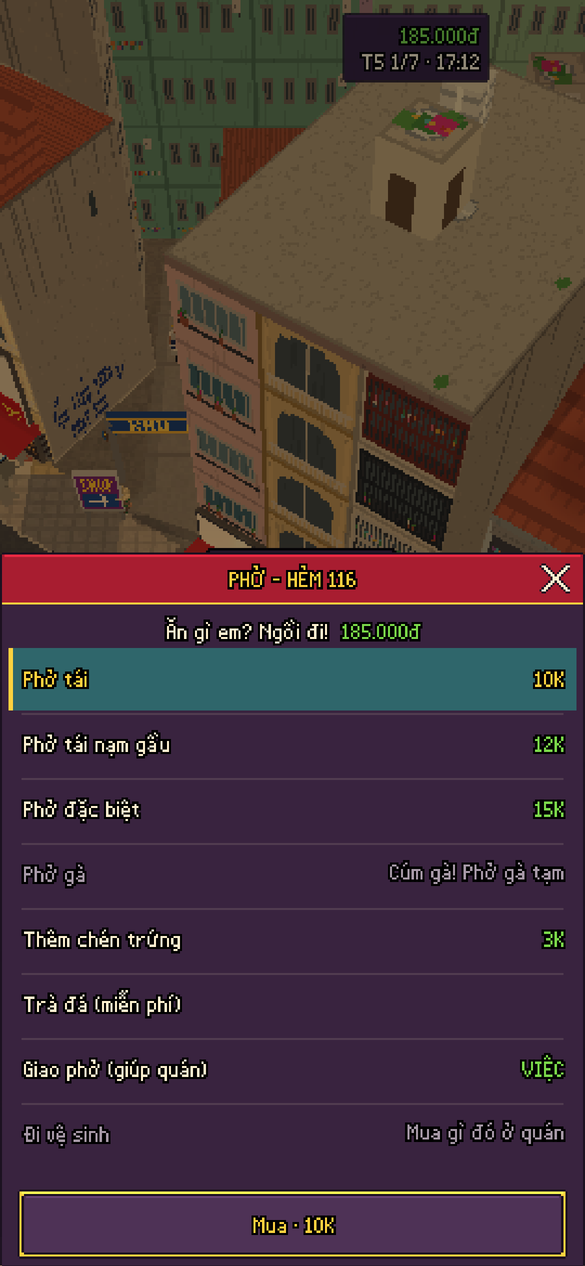 185.000đ
T5 1/7 · 17:12
PHỞ - HẺM 116
Ăn gì em? Ngồi đi! 185.000đ
Phở tái 10K
Phở tái nạm gầu 12K
Phở đặc biệt 15K
Phở gà Cúm gà! Phở gà tạm
Thêm chén trứng 3K
Trà đá (miễn phí)
Giao phở (giúp quán) VIỆC
Đi vệ sinh Mua gì đó ở quán
Mua · 10K